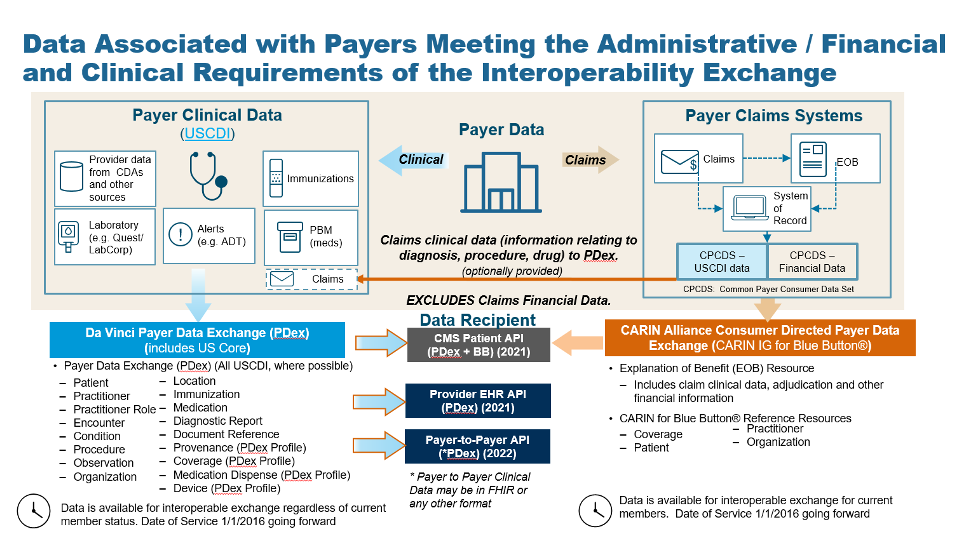 Data Associated with Payers Meeting the Administrative / Financial
and Clinical Requirements of the Interoperability Exchange
Payer Clinical Data
(USCDI)
Provider data
from CDAs
and other
sources
Immunizations
Laboratory
(e.g. Quest/
LabCorp)
Alerts
(e.g. ADT)
PBM
(meds)
Claims
Payer Data
Clinical
Claims
Claims clinical data (information relating to
diagnosis, procedure, drug) to PDex.
(optionally provided)
EXCLUDES Claims Financial Data.
Payer Claims Systems
$
Claims
EOB
System
of
Record
CPCDS –
USCDI data
CPCDS –
Financial Data
CPCDS: Common Payer Consumer Data Set
Da Vinci Payer Data Exchange (PDex)
(includes US Core)
• Payer Data Exchange (PDex) (All USCDI, where possible)
– Patient
– Practitioner
– Practitioner Role
– Encounter
– Condition
– Procedure
– Observation
– Organization
– Location
– Immunization
– Medication
– Diagnostic Report
– Document Reference
– Provenance (PDex Profile)
– Coverage (PDex Profile)
– Medication Dispense (PDex Profile)
– Device (PDex Profile)
Data is available for interoperable exchange regardless of current
member status. Date of Service 1/1/2016 going forward
Data Recipient
CMS Patient API
(PDex + BB) (2021)
Provider EHR API
(PDex) (2021)
Payer-to-Payer API
(*PDex) (2022)
* Payer to Payer Clinical
Data may be in FHIR or
any other format
CARIN Alliance Consumer Directed Payer Data
Exchange (CARIN IG for Blue Button®)
• Explanation of Benefit (EOB) Resource
– Includes claim clinical data, adjudication and other
financial information
• CARIN for Blue Button® Reference Resources
– Coverage
– Patient
– Practitioner
– Organization
Data is available for interoperable exchange for current
members. Date of Service 1/1/2016 going forward